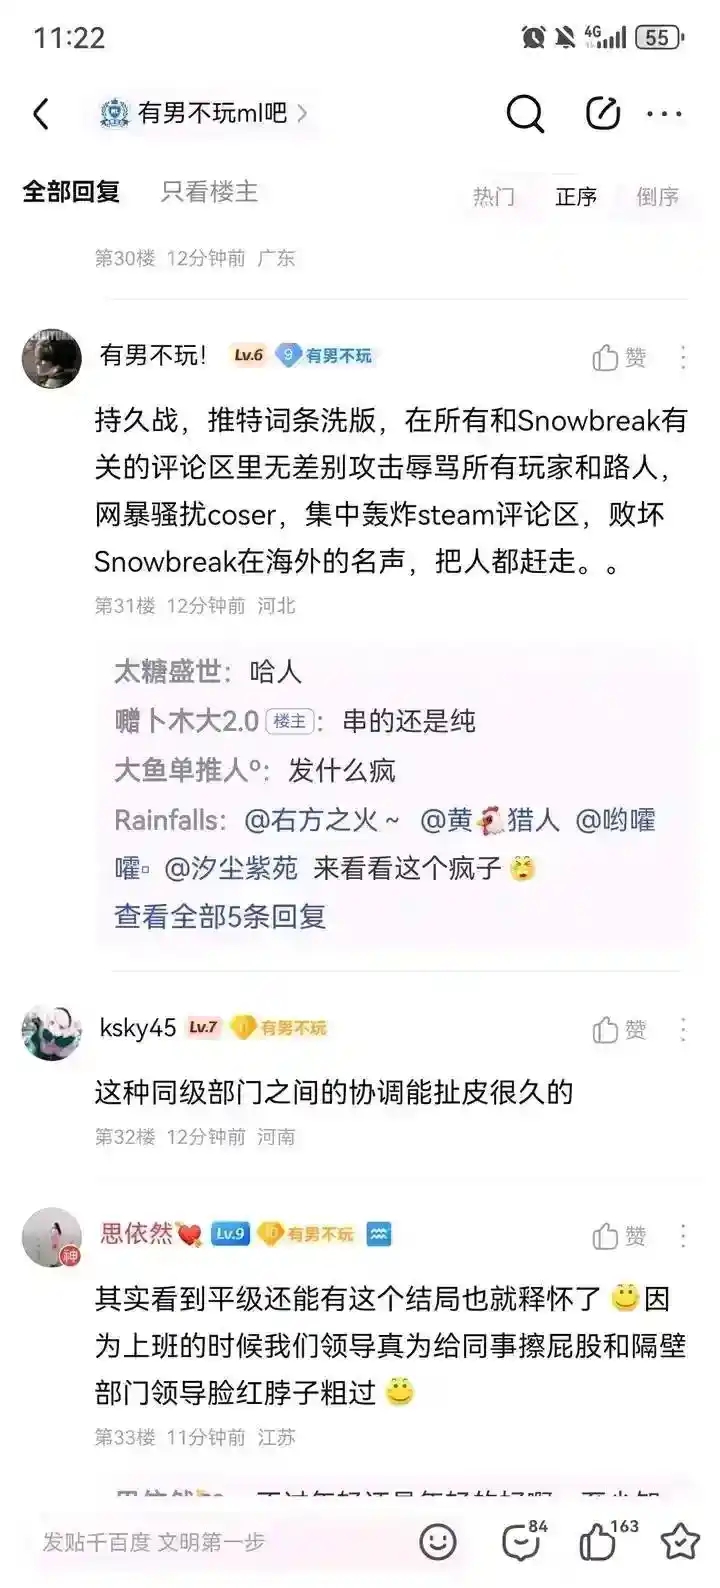 11:22
4G
55
有男不玩ml吧
全部回复 只看楼主 热门 正序 倒序
第30楼 12分钟前 广东
有男不玩! Lv.6 9 有男不玩 赞
持久战，推特词条洗版，在所有和Snowbreak有
关的评论区里无差别攻击辱骂所有玩家和路人，
网暴骚扰coser，集中轰炸steam评论区，败坏
Snowbreak在海外的名声，把人都赶走。。
第31楼 12分钟前 河北
太糖盛世：哈人
囎卜木大2.0 楼主：串的还是纯
大鱼单推人º：发什么疯
Rainfalls：@右方之火~ @黄🐔猎人 @哟嚯
嚯▫ @汐尘紫苑 来看看这个疯子
查看全部5条回复
ksky45 Lv.7 有男不玩 赞
这种同级部门之间的协调能扯皮很久的
第32楼 12分钟前 河南
思依然💘 Lv.9 有男不玩 赞
神
其实看到平级还能有这个结局也就释怀了 因
为上班的时候我们领导真为给同事擦屁股和隔壁
部门领导脸红脖子粗过
第33楼 11分钟前 江苏
发贴千百度 文明第一步 84 163